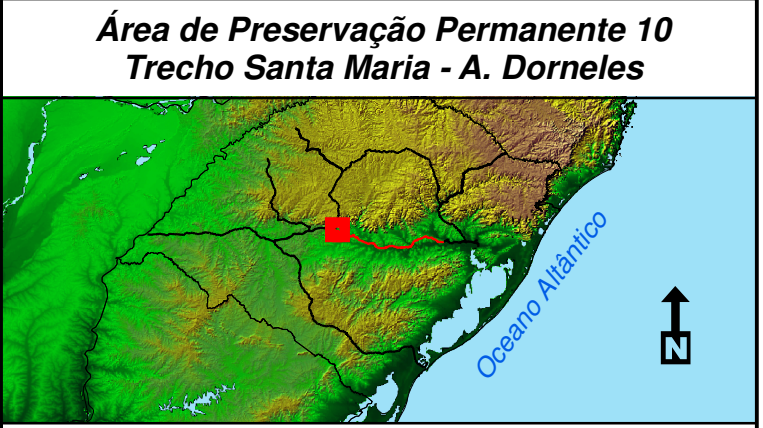 Área de Preservação Permanente 10
Trecho Santa Maria - A. Dorneles
Oceano Altântico
N